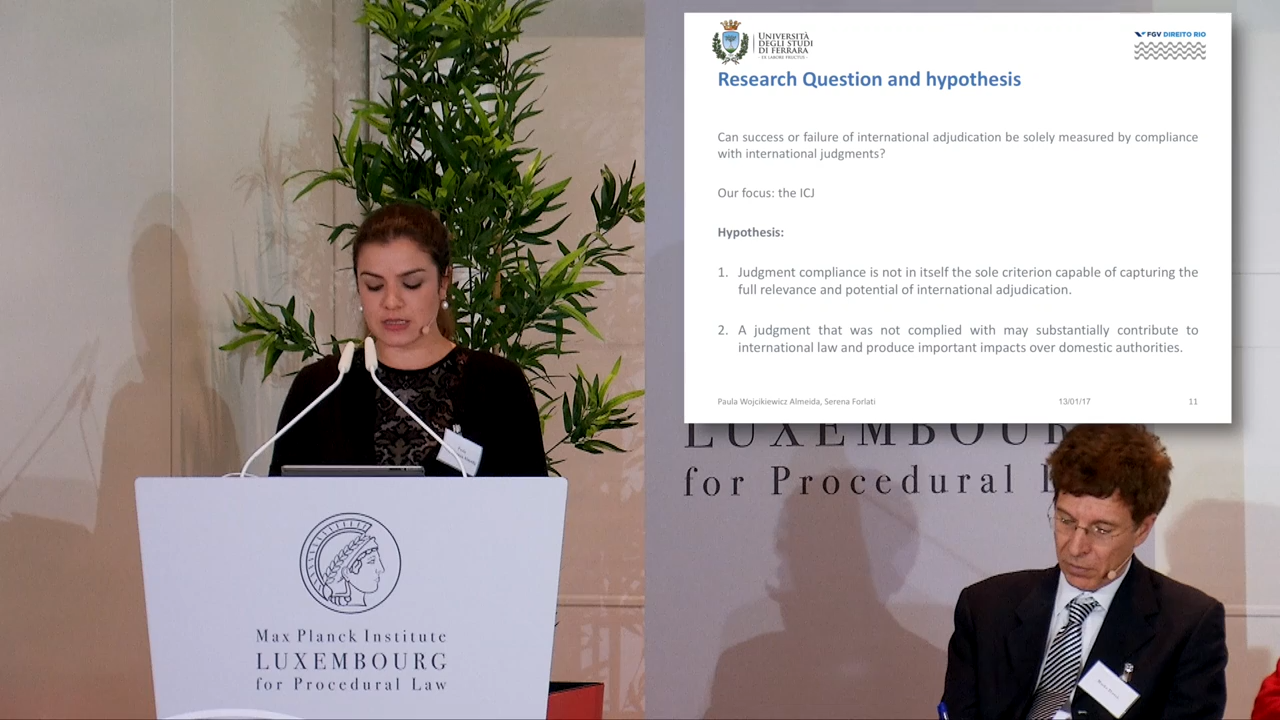 UNIVERSITÀ
DEGLI STUDI
DI FERRARA
- EX LABORE FRUCTUS -
FGV DIREITO RIO
Research Question and hypothesis
Can success or failure of international adjudication be solely measured by compliance
with international judgments?
Our focus: the ICJ
Hypothesis:
1. Judgment compliance is not in itself the sole criterion capable of capturing the
full relevance and potential of international adjudication.
2. A judgment that was not complied with may substantially contribute to
international law and produce important impacts over domestic authorities.
Paula Wojcikiewicz Almeida, Serena Forlati 13/01/17 11
LUXEMBOUR
for Procedural L
Max Planck Institute
LUXEMBOURG
for Procedural Law